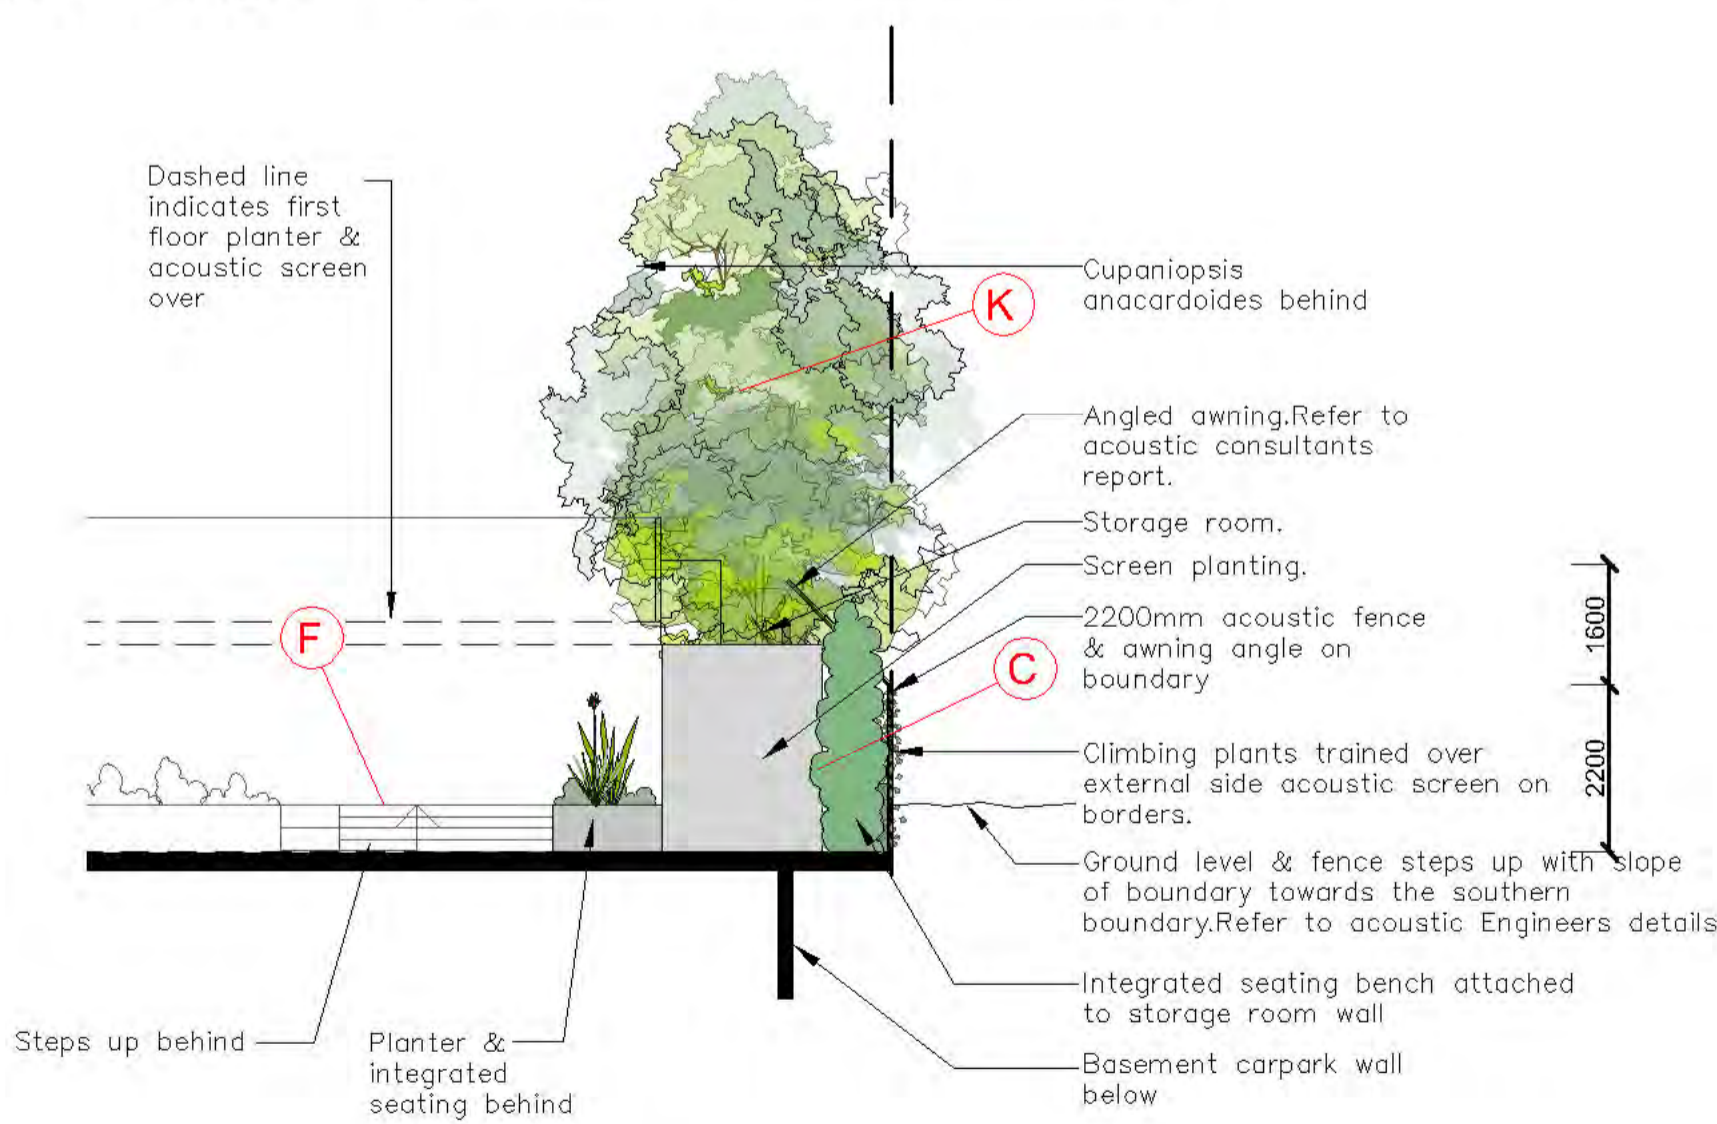 Dashed line
indicates first
floor planter &
acoustic screen
over
Cupaniopsis
anacardoides behind
K
Angled awning.Refer to
acoustic consultants
report.
Storage room.
Screen planting.
2200mm acoustic fence
& awning angle on
boundary
1600
F
C
Climbing plants trained over
external side acoustic screen on
borders.
2200
Ground level & fence steps up with slope
of boundary towards the southern
boundary.Refer to acoustic Engineers details
Integrated seating bench attached
to storage room wall
Basement carpark wall
below
Steps up behind
Planter &
integrated
seating behind